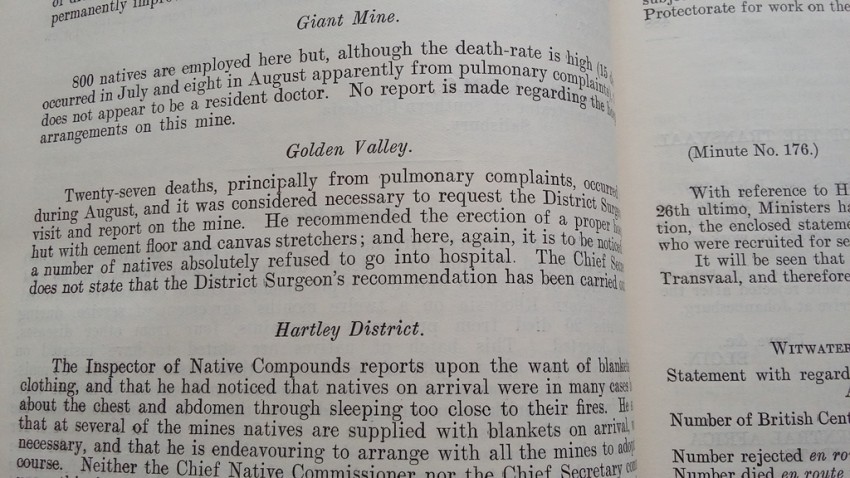 permanently
Giant Mine.
800 natives are employed here but, although the death-rate is high (15
occurred in July and eight in August apparently from pulmonary complaints)
does not appear to be a resident doctor. No report is made regarding the
arrangements on this mine.
Golden Valley.
Twenty-seven deaths, principally from pulmonary complaints, occurred
during August, and it was considered necessary to request the District
visit and report on the mine. He recommended the erection of a proper
hut with cement floor and canvas stretchers; and here, again, it is to be noticed
a number of natives absolutely refused to go into hospital. The Chief Secre
does not state that the District Surgeon's recommendation has been carried
Hartley District.
The Inspector of Native Compounds reports upon the want of blankets
clothing, and that he had noticed that natives on arrival were in many cases
about the chest and abdomen through sleeping too close to their fires. He
that at several of the mines natives are supplied with blankets on arrival,
necessary, and that he is endeavouring to arrange with all the mines to adop
course. Neither the Chief Native Commissioner nor the Chief Secretary
Protectorate for work on the
(Minute No. 176.)
With reference to H
26th ultimo, Ministers ha
tion, the enclosed stateme
who were recruited for se
It will be seen that
Transvaal, and therefore
WITWATER
Statement with regard
Number of British Cent
Number rejected en ro
Number died en route